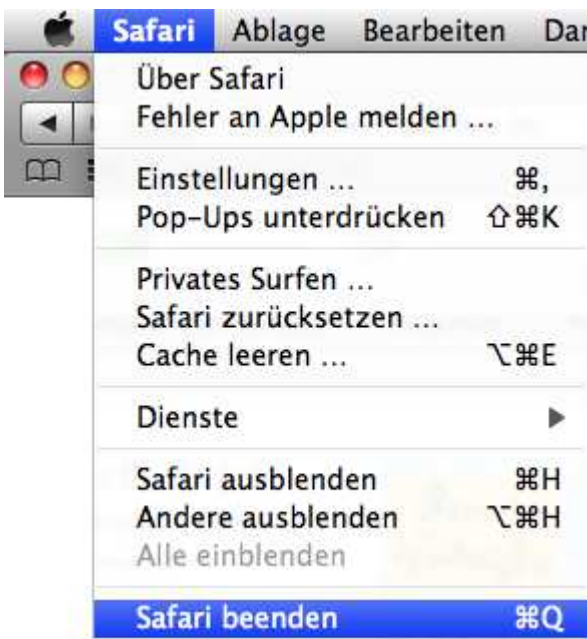 Safari Ablage Bearbeiten Dar
Über Safari
Fehler an Apple melden ...
Einstellungen ... ⌘,
Pop-Ups unterdrücken ⇧⌘K
Privates Surfen ...
Safari zurücksetzen ...
Cache leeren ... ⌥⌘E
Dienste ▶
Safari ausblenden ⌘H
Andere ausblenden ⌥⌘H
Alle einblenden
Safari beenden ⌘Q